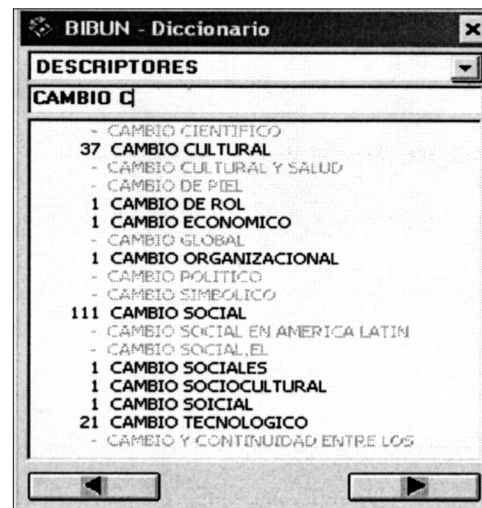 BIBUN - Diccionario
DESCRIPTORES
CAMBIO C
- CAMBIO CIENTIFICO
37 CAMBIO CULTURAL
- CAMBIO CULTURAL Y SALUD
- CAMBIO DE PIEL
1 CAMBIO DE ROL
1 CAMBIO ECONOMICO
- CAMBIO GLOBAL
1 CAMBIO ORGANIZACIONAL
- CAMBIO POLITICO
- CAMBIO SIMBOLICO
111 CAMBIO SOCIAL
- CAMBIO SOCIAL EN AMERICA LATIN
- CAMBIO SOCIAL,EL
1 CAMBIO SOCIALES
1 CAMBIO SOCIOCULTURAL
1 CAMBIO SOICIAL
21 CAMBIO TECNOLOGICO
- CAMBIO Y CONTINUIDAD ENTRE LOS